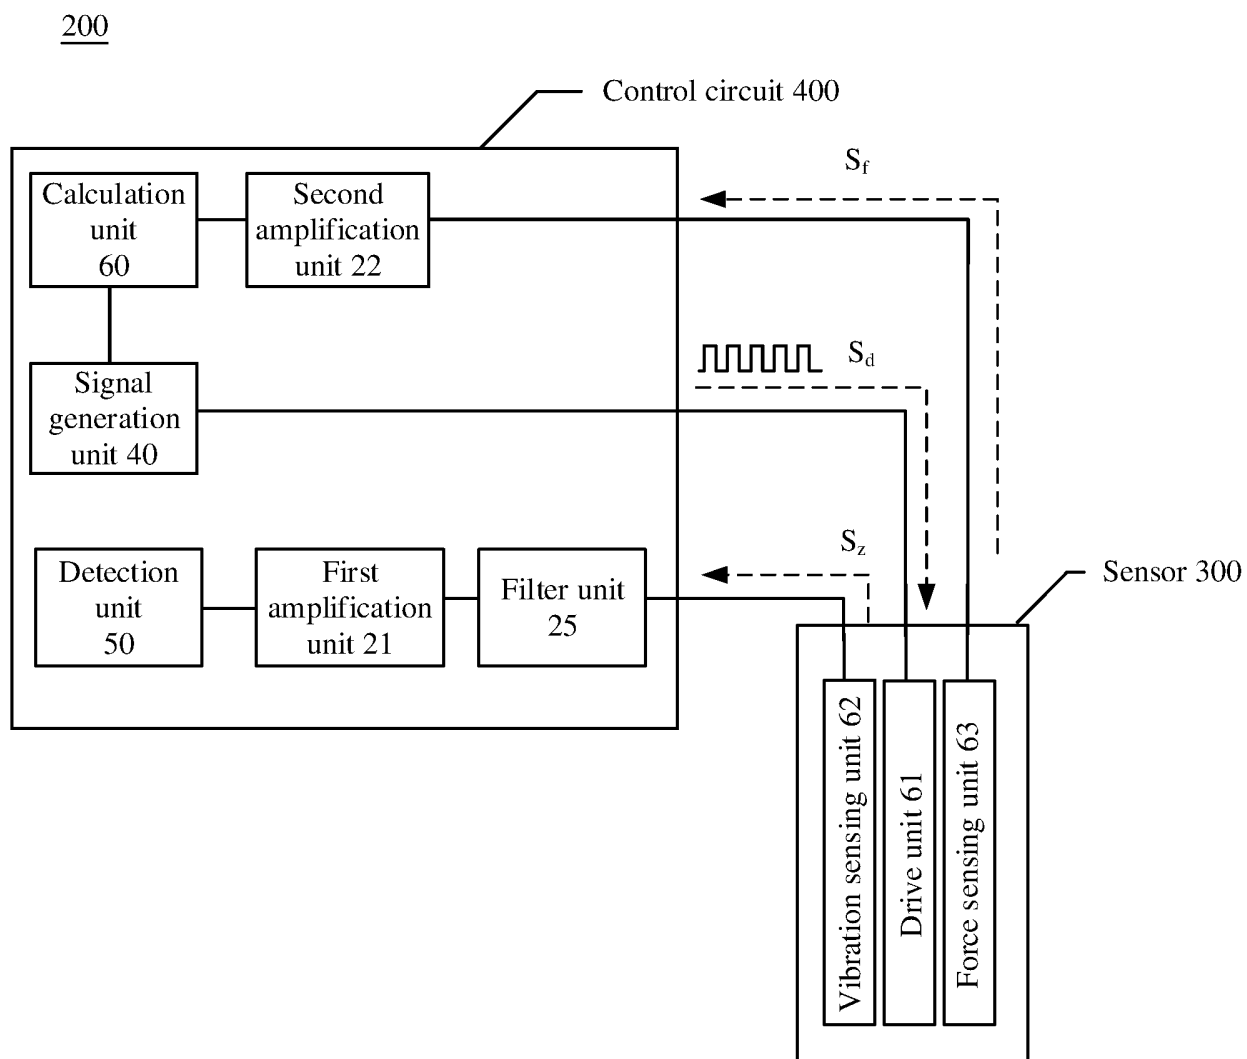 200
Control circuit 400
Calculation
unit
60
Second
amplification
unit 22
Sf
Signal
generation
unit 40
Sd
Detection
unit
50
First
amplification
unit 21
Filter unit
25
Sz
Sensor 300
Vibration sensing unit 62
Drive unit 61
Force sensing unit 63